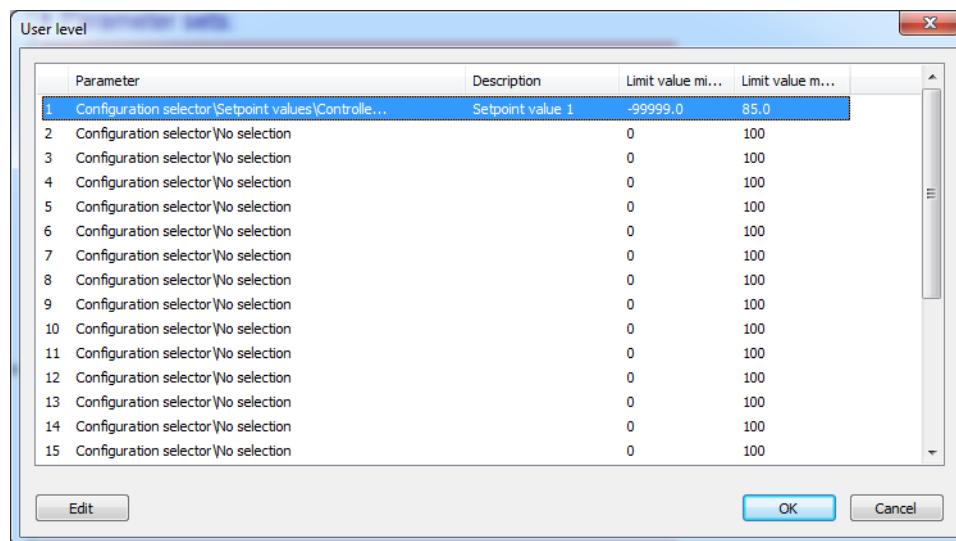 Parameter sets:
User level
Parameter Description Limit value mi... Limit value m...
1 Configuration selector\Setpoint values\Controlle... Setpoint value 1 -99999.0 85.0
2 Configuration selector\No selection 0 100
3 Configuration selector\No selection 0 100
4 Configuration selector\No selection 0 100
5 Configuration selector\No selection 0 100
6 Configuration selector\No selection 0 100
7 Configuration selector\No selection 0 100
8 Configuration selector\No selection 0 100
9 Configuration selector\No selection 0 100
10 Configuration selector\No selection 0 100
11 Configuration selector\No selection 0 100
12 Configuration selector\No selection 0 100
13 Configuration selector\No selection 0 100
14 Configuration selector\No selection 0 100
15 Configuration selector\No selection 0 100
Edit OK Cancel